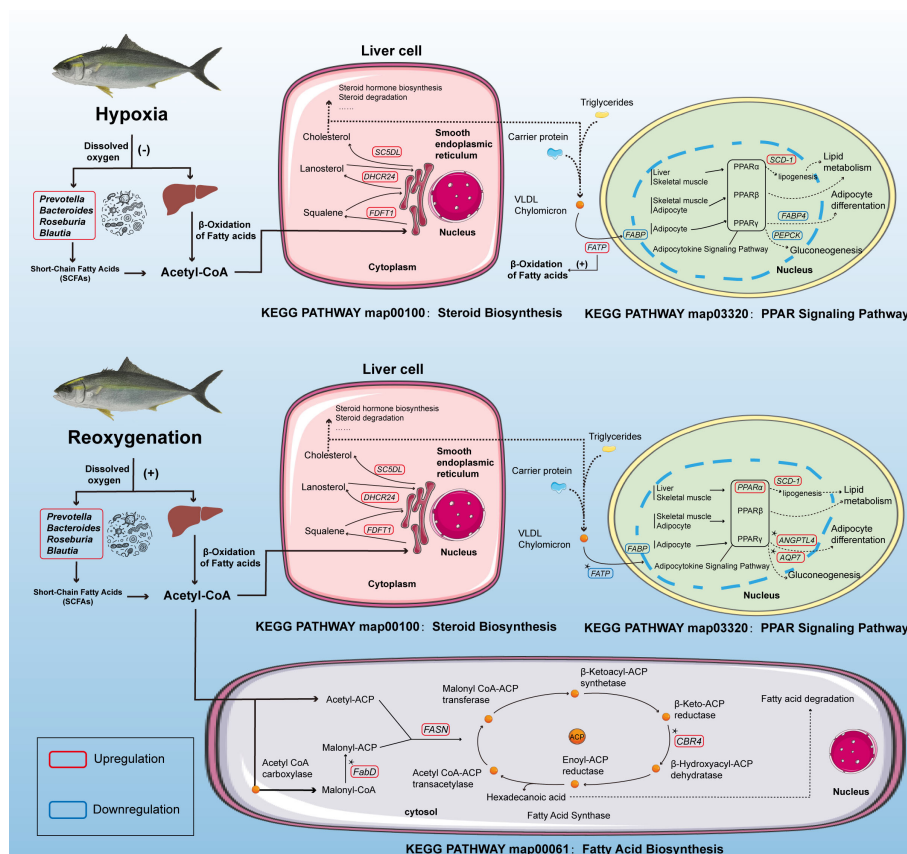 Hypoxia
Dissolved
oxygen
(-)
Prevotella
Bacteroides
Roseburia
Blautia
Short-Chain Fatty Acids
(SCFAs)
β-Oxidation
of Fatty acids
Acetyl-CoA
Liver cell
Steroid hormone biosynthesis
Steroid degradation
......
Cholesterol
SC5DL
Lanosterol
DHCR24
Squalene
FDFT1
Smooth
endoplasmic
reticulum
Nucleus
Cytoplasm
Triglycerides
Carrier protein
VLDL
Chylomicron
FATP
(+)
β-Oxidation
of Fatty acids
FABP
Liver
Skeletal muscle
Skeletal muscle
Adipocyte
Adipocyte
Adipocytokine Signaling Pathway
PPARα
PPARβ
PPARγ
SCD-1
lipogenesis
Lipid
metabolism
Adipocyte
differentation
FABP4
PEPCK
Gluconeogenesis
Nucleus
KEGG PATHWAY map00100: Steroid Biosynthesis
KEGG PATHWAY map03320: PPAR Signaling Pathway
Reoxygenation
Dissolved
oxygen
(+)
Prevotella
Bacteroides
Roseburia
Blautia
Short-Chain Fatty Acids
(SCFAs)
β-Oxidation
of Fatty acids
Acetyl-CoA
Liver cell
Steroid hormone biosynthesis
Steroid degradation
......
Cholesterol
SC5DL
Lanosterol
DHCR24
Squalene
FDFT1
Smooth
endoplasmic
reticulum
Nucleus
Cytoplasm
Triglycerides
Carrier protein
VLDL
Chylomicron
*
FATP
FABP
Liver
Skeletal muscle
Skeletal muscle
Adipocyte
Adipocyte
Adipocytokine Signaling Pathway
PPARα
PPARβ
PPARγ
SCD-1
lipogenesis
Lipid
metabolism
*
ANGPTL4
Adipocyte
differentation
*
AQP7
Gluconeogenesis
Nucleus
KEGG PATHWAY map00100: Steroid Biosynthesis
KEGG PATHWAY map03320: PPAR Signaling Pathway
Upregulation
Downregulation
Acetyl CoA
carboxylase
Acetyl-ACP
Malonyl-ACP
*
FabD
Malonyl-CoA
FASN
Malonyl CoA-ACP
transferase
β-Ketoacyl-ACP
synthetase
β-Keto-ACP
reductase
*
CBR4
β-Hydroxyacyl-ACP
dehydratase
ACP
Enoyl-ACP
reductase
Acetyl CoA-ACP
transacetylase
Hexadecanoic acid
Fatty Acid Synthase
Fatty acid degradation
Nucleus
cytosol
KEGG PATHWAY map00061: Fatty Acid Biosynthesis